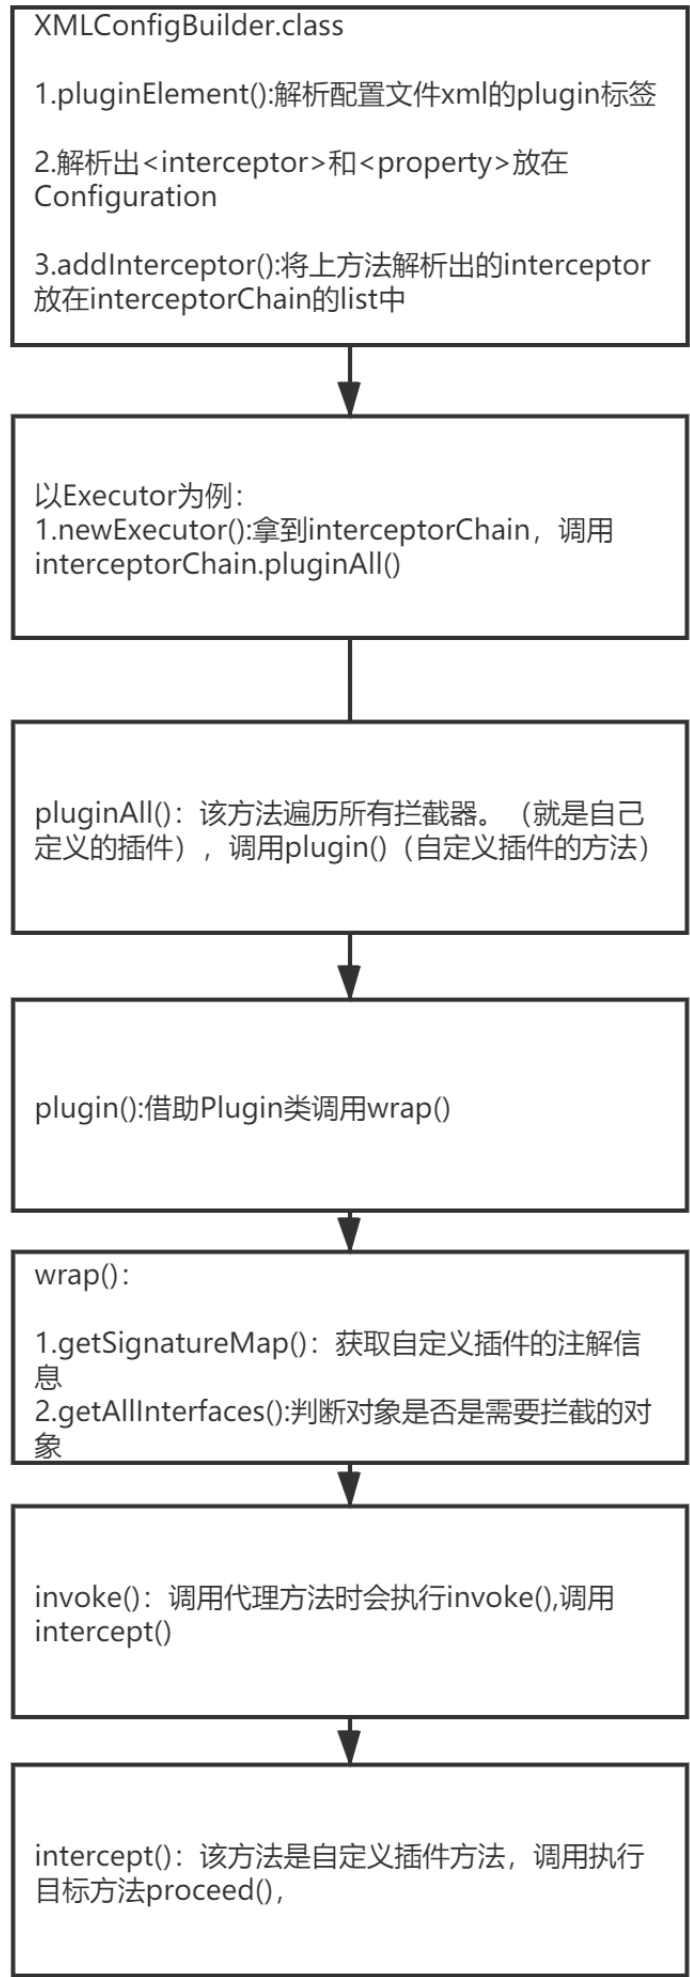 XMLConfigBuilder.class
1.pluginElement():解析配置文件xml的plugin标签
2.解析出<interceptor>和<property>放在
Configuration
3.addInterceptor():将上方法解析出的interceptor
放在interceptorChain的list中
以Executor为例：
1.newExecutor():拿到interceptorChain，调用
interceptorChain.pluginAll()
pluginAll()：该方法遍历所有拦截器。（就是自己
定义的插件），调用plugin()（自定义插件的方法）
plugin():借助Plugin类调用wrap()
wrap()：
1.getSignatureMap()：获取自定义插件的注解信
息
2.getAllInterfaces():判断对象是否是需要拦截的对
象
invoke()：调用代理方法时会执行invoke(),调用
intercept()
intercept()：该方法是自定义插件方法，调用执行
目标方法proceed()，